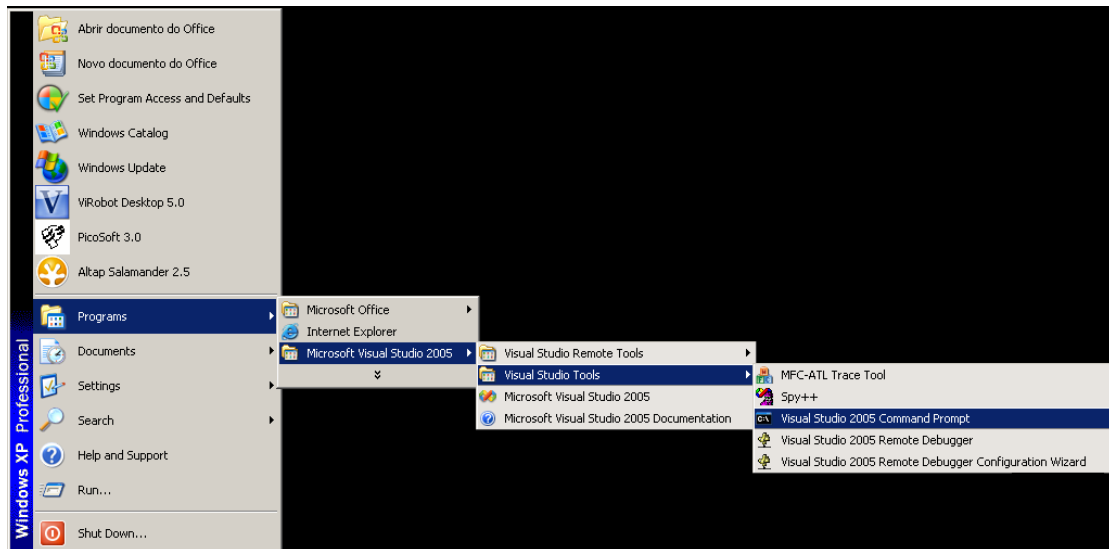 Abrir documento do Office
Novo documento do Office
Set Program Access and Defaults
Windows Catalog
Windows Update
ViRobot Desktop 5.0
PicoSoft 3.0
Altap Salamander 2.5
Programs
Documents
Settings
Search
Help and Support
Run...
Shut Down...
Windows XP Professional
Microsoft Office
Internet Explorer
Microsoft Visual Studio 2005
Visual Studio Remote Tools
Visual Studio Tools
Microsoft Visual Studio 2005
Microsoft Visual Studio 2005 Documentation
MFC-ATL Trace Tool
Spy++
Visual Studio 2005 Command Prompt
Visual Studio 2005 Remote Debugger
Visual Studio 2005 Remote Debugger Configuration Wizard